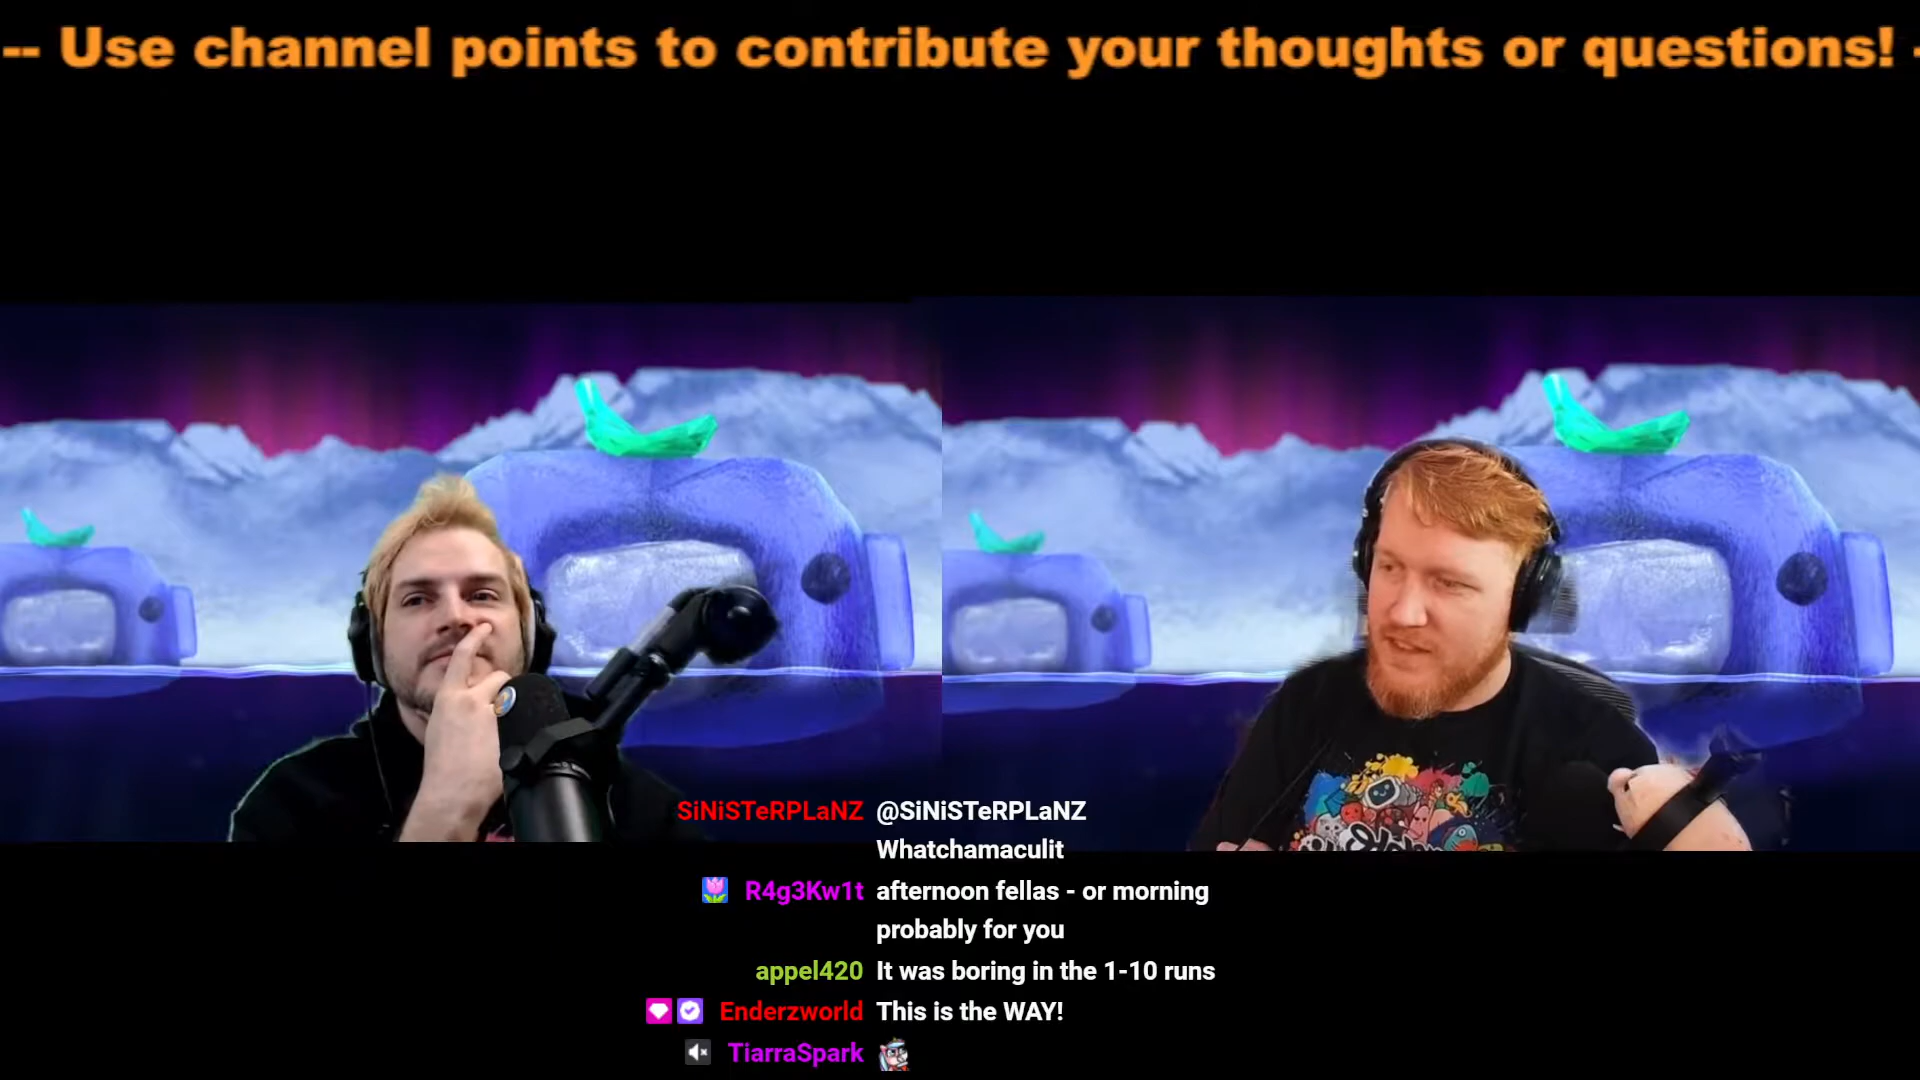 -- Use channel points to contribute your thoughts or questions! -
SiNiSTeRPLaNZ @SiNiSTeRPLaNZ
Whatchamaculit
R4g3Kw1t afternoon fellas - or morning
probably for you
appel420 It was boring in the 1-10 runs
Enderzworld This is the WAY!
TiarraSpark